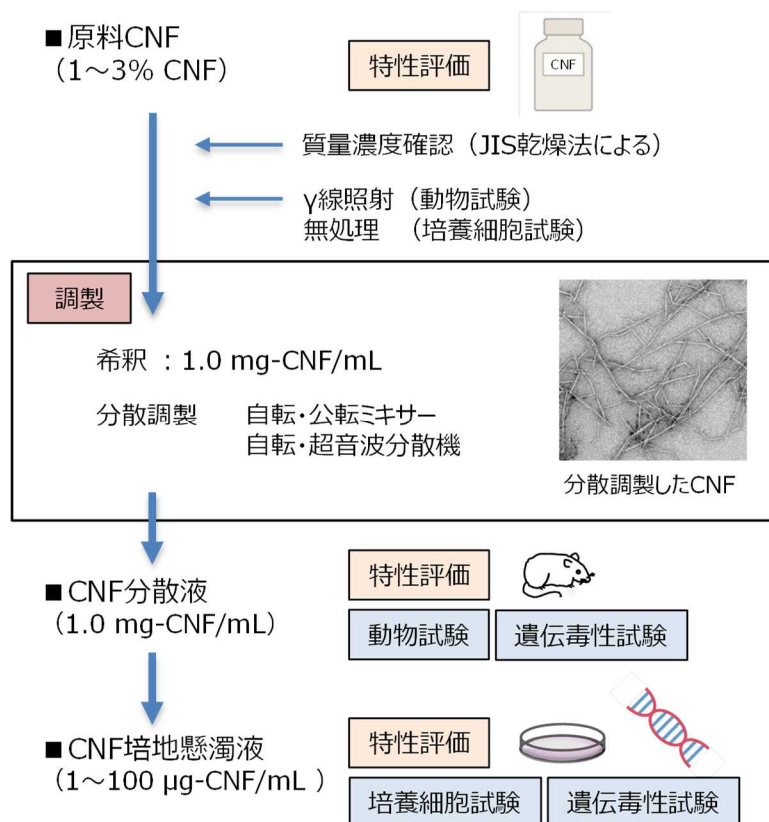 ■原料CNF
(1～3% CNF)
特性評価
CNF
質量濃度確認（JIS乾燥法による）
γ線照射（動物試験）
無処理　（培養細胞試験）
調製
希釈 : 1.0 mg-CNF/mL
分散調製　自転・公転ミキサー
自転・超音波分散機
分散調製したCNF
■CNF分散液
(1.0 mg-CNF/mL)
特性評価
動物試験
遺伝毒性試験
■CNF培地懸濁液
(1～100 μg-CNF/mL )
特性評価
培養細胞試験
遺伝毒性試験